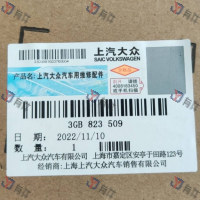 上汽大众
SAIC VOLKSWAGEN
产品名: 上汽大众汽车用维修配件
3GB 823 509
日期: 2022/11/10
数量: 1
上汽大众汽车有限公司 上海市嘉定区安亭于田路123号
经销商: 上海上汽大众汽车销售有限公司